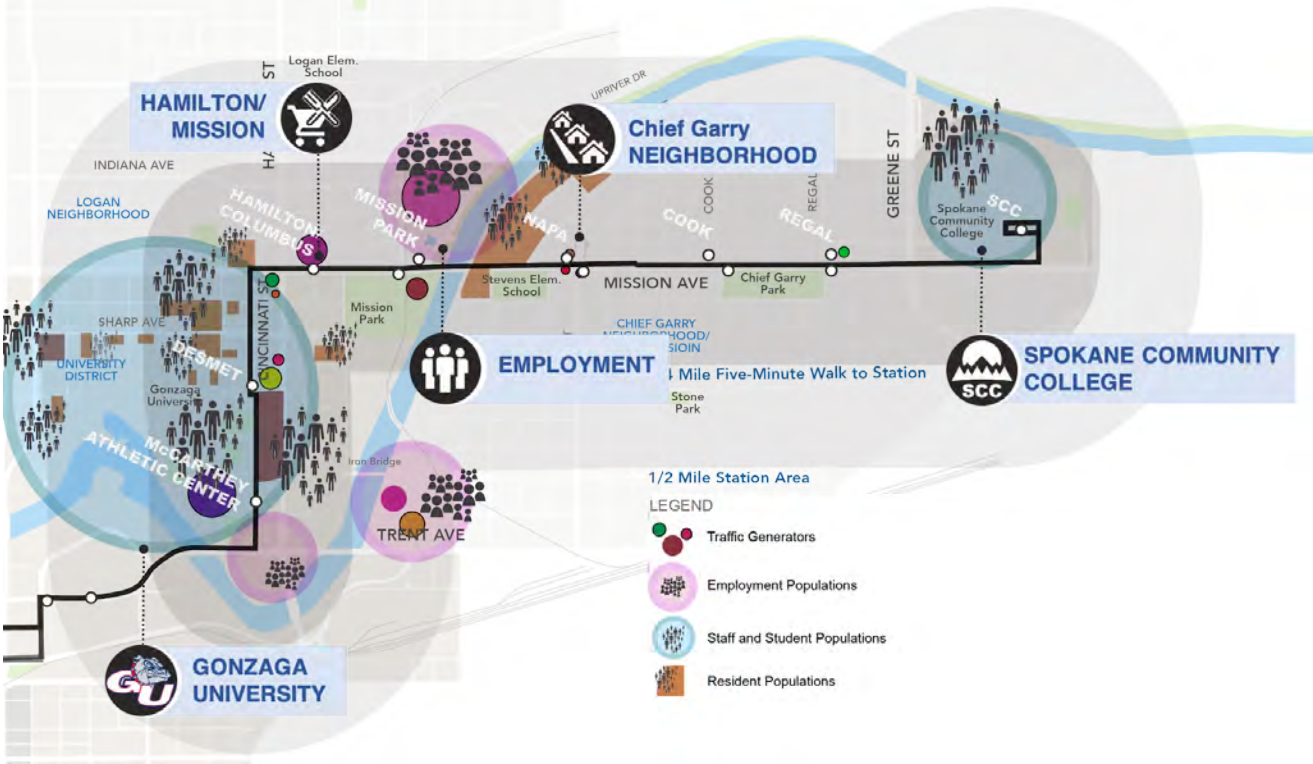 Logan Elem.
School
ST
HAMILTON/
MISSION
UPRIVER DR
Chief Garry
NEIGHBORHOOD
INDIANA AVE
GREENE ST
COOK
REGAL
LOGAN
NEIGHBORHOOD
HAMILTON
COLUMBUS
MISSION
PARK
NAPA
COOK
REGAL
SCC
Spokane
Community
College
MISSION AVE
Stevens Elem.
School
Chief Garry
Park
Mission
Park
SHARP AVE
CINCINNATI ST
DESMET
UNIVERSITY
DISTRICT
Gonzaga
University
CHIEF GARRY
NEIGHBORHOOD/
EMPLOYMENT
4 Mile Five-Minute Walk to Station
SCC
SPOKANE COMMUNITY
COLLEGE
Stone
Park
McCARTHEY
ATHLETIC CENTER
Iron Bridge
TRENT AVE
1/2 Mile Station Area
LEGEND
Traffic Generators
Employment Populations
Staff and Student Populations
Resident Populations
GU
GONZAGA
UNIVERSITY